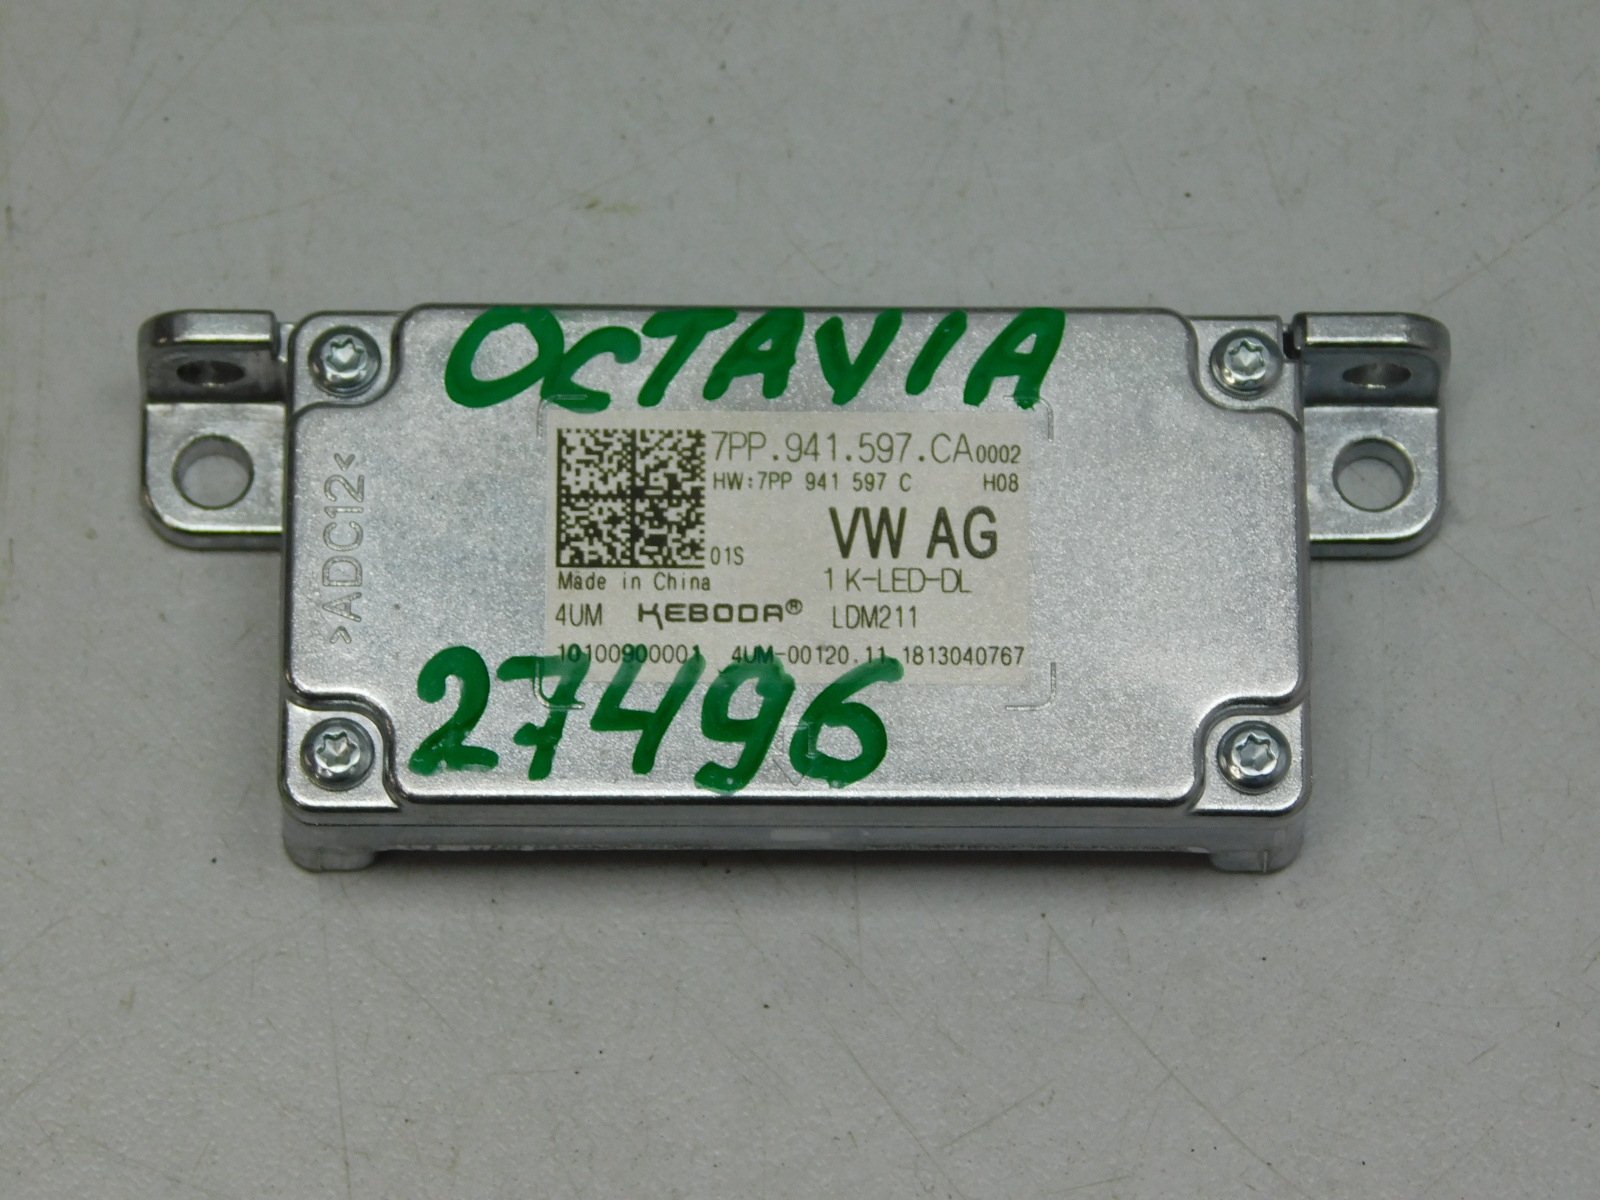 OCTAVIA
7PP.941.597.CA0002
HW:7PP 941 597 C H08
VW AG
01S
Made in China 1K-LED-DL
4UM KEBODA® LDM211
10100900001 4UM-00120.11.1813040767
27496
>ADC12<